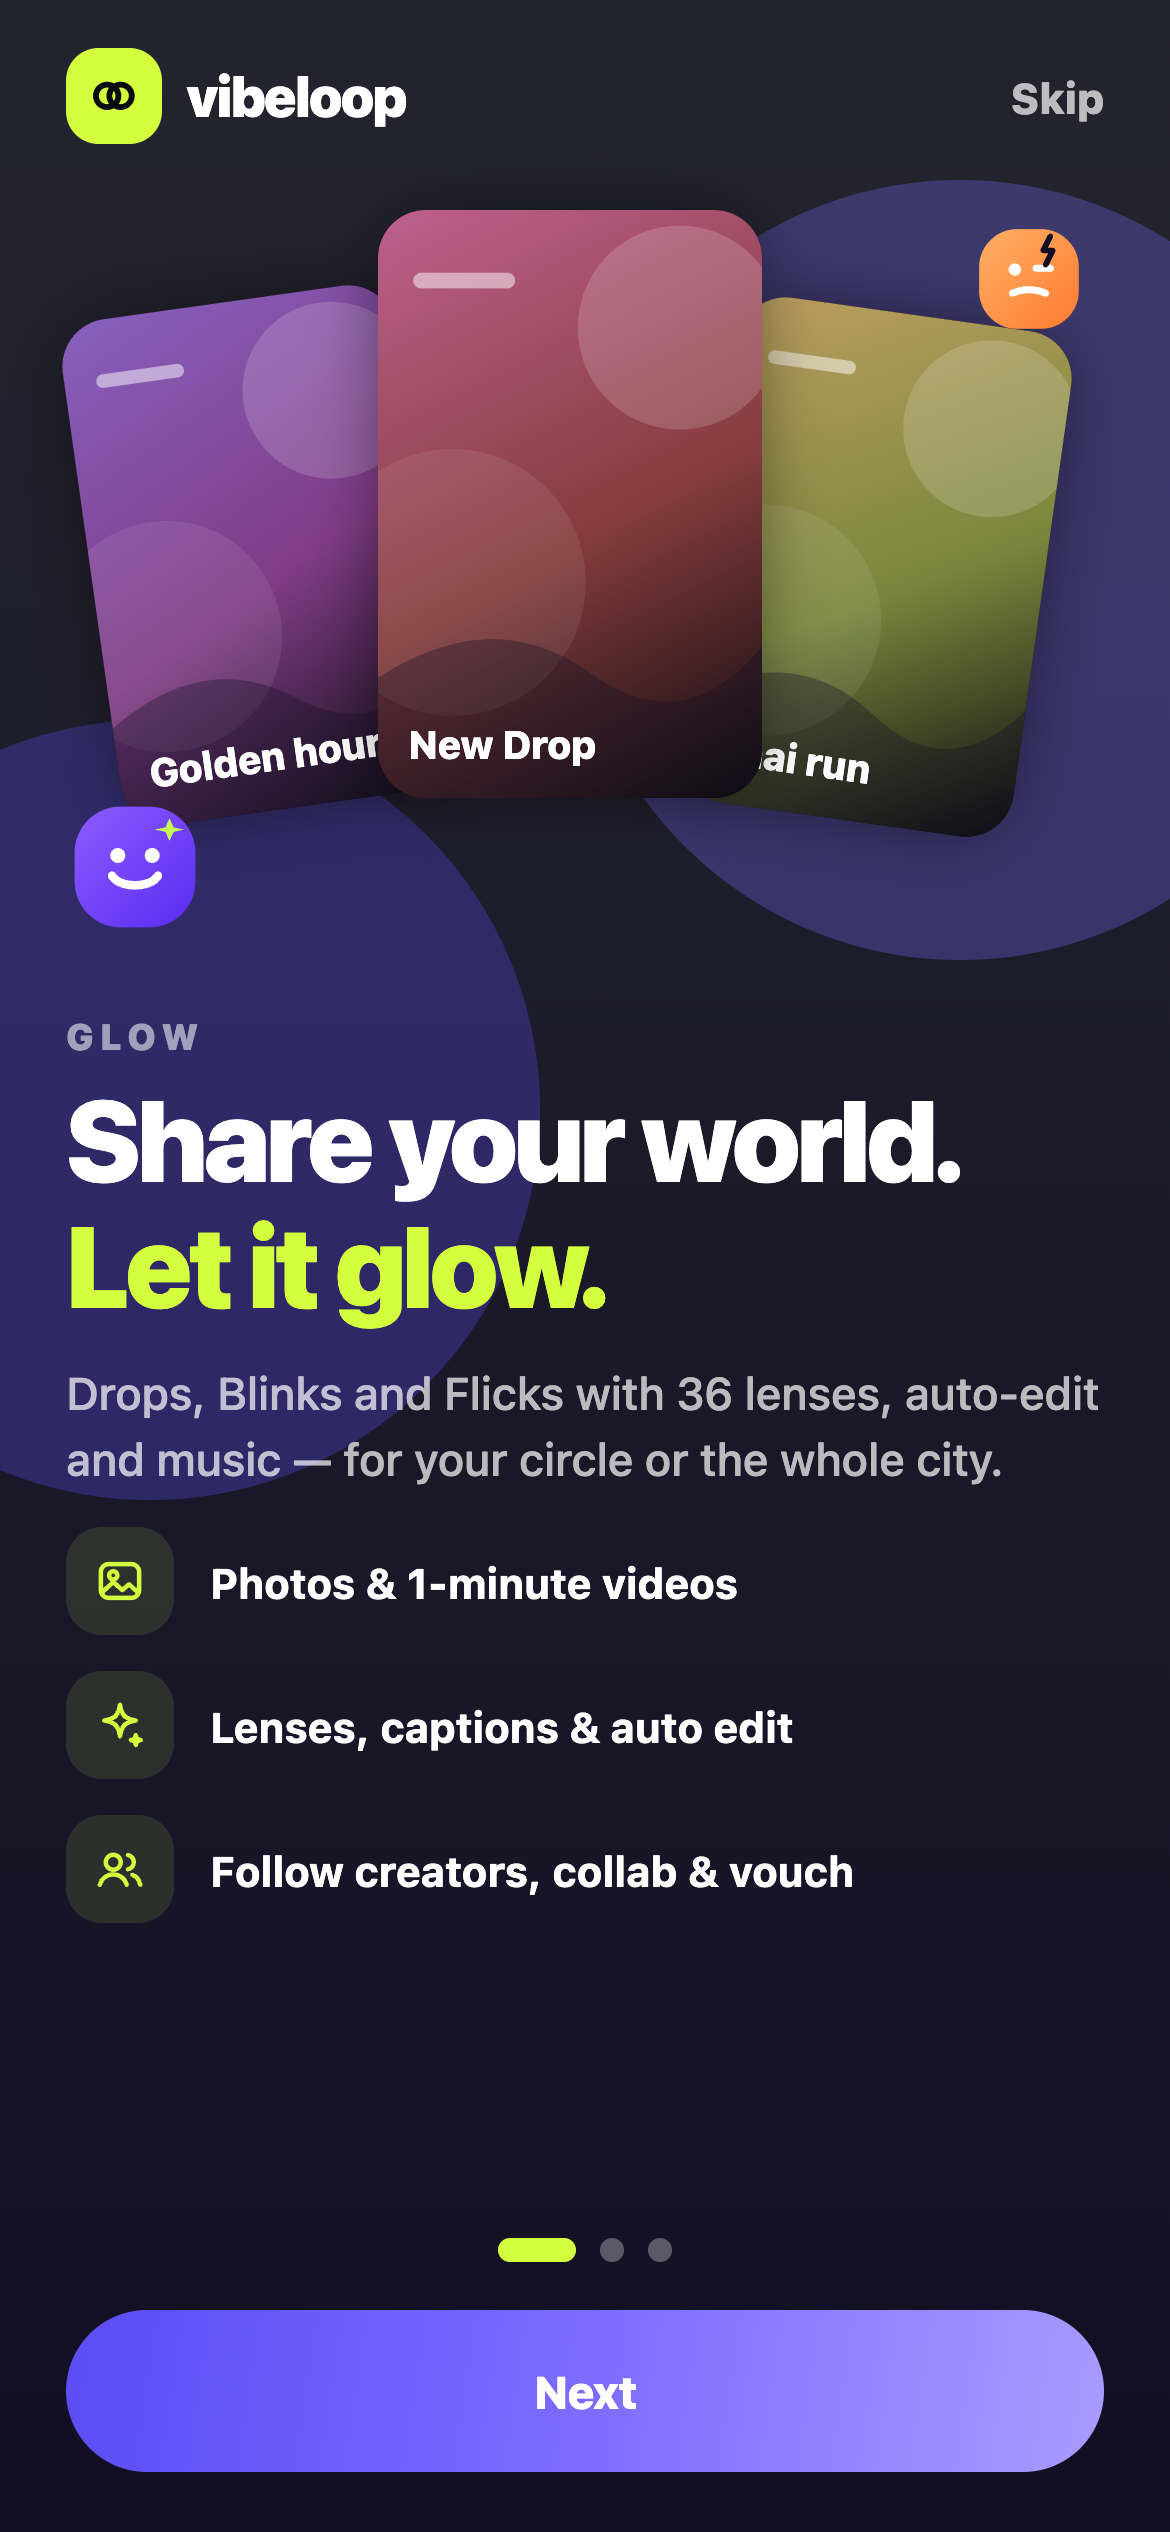 vibeloop
Skip
Golden hour
New Drop
ai run
GLOW
Share your world.
Let it glow.
Drops, Blinks and Flicks with 36 lenses, auto-edit
and music — for your circle or the whole city.
Photos & 1-minute videos
Lenses, captions & auto edit
Follow creators, collab & vouch
Next